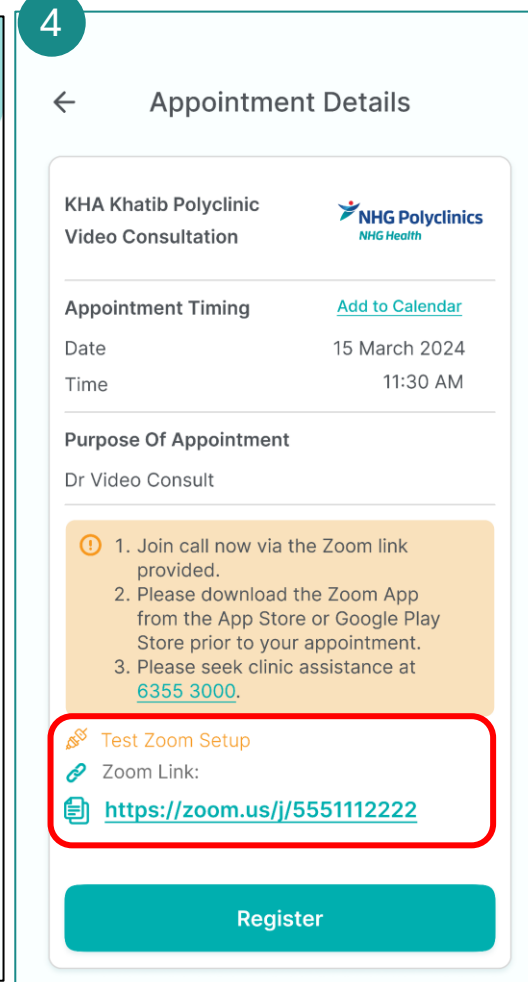 4
Appointment Details
KHA Khatib Polyclinic
Video Consultation
NHG Polyclinics
NHG Health
Appointment Timing
Add to Calendar
Date
15 March 2024
Time
11:30 AM
Purpose Of Appointment
Dr Video Consult
1. Join call now via the Zoom link
provided.
2. Please download the Zoom App
from the App Store or Google Play
Store prior to your appointment.
3. Please seek clinic assistance at
6355 3000.
Test Zoom Setup
Zoom Link:
https://zoom.us/j/5551112222
Register